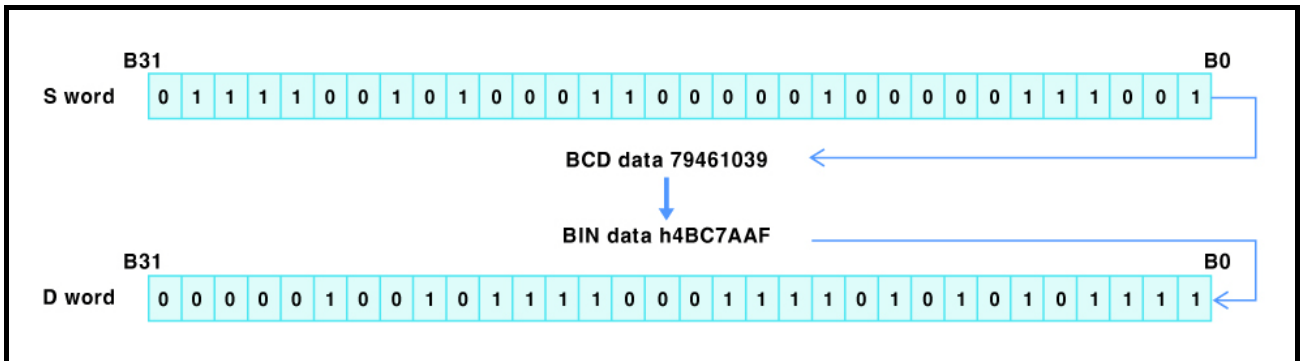 B31 B0
S word 0 1 1 1 1 0 0 1 0 1 0 0 0 1 1 0 0 0 0 0 1 0 0 0 0 0 1 1 1 0 0 1
BCD data 79461039
BIN data h4BC7AAF
B31 B0
D word 0 0 0 0 0 1 0 0 1 0 1 1 1 1 0 0 0 1 1 1 1 0 1 0 1 0 1 0 1 1 1 1